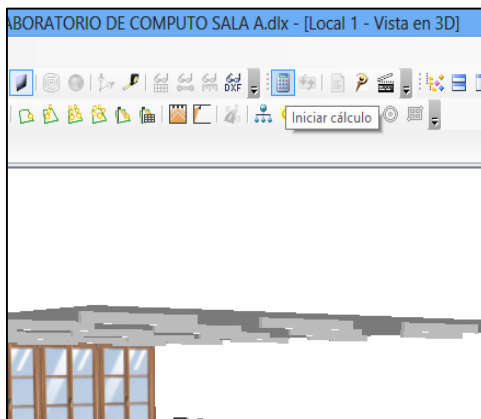 ABORATORIO DE COMPUTO SALA A.dlx - [Local 1 - Vista en 3D]
DXF
Iniciar cálculo